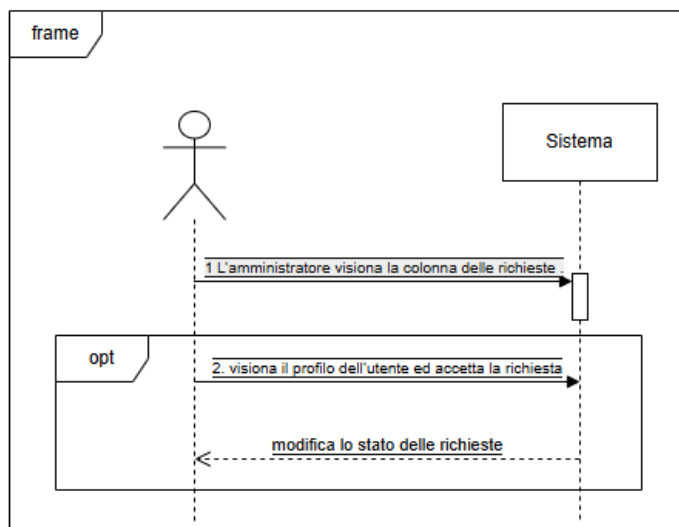 frame
Sistema
1 L'amministratore visiona la colonna delle richieste .
opt
2. visiona il profilo dell'utente ed accetta la richiesta
modifica lo stato delle richieste